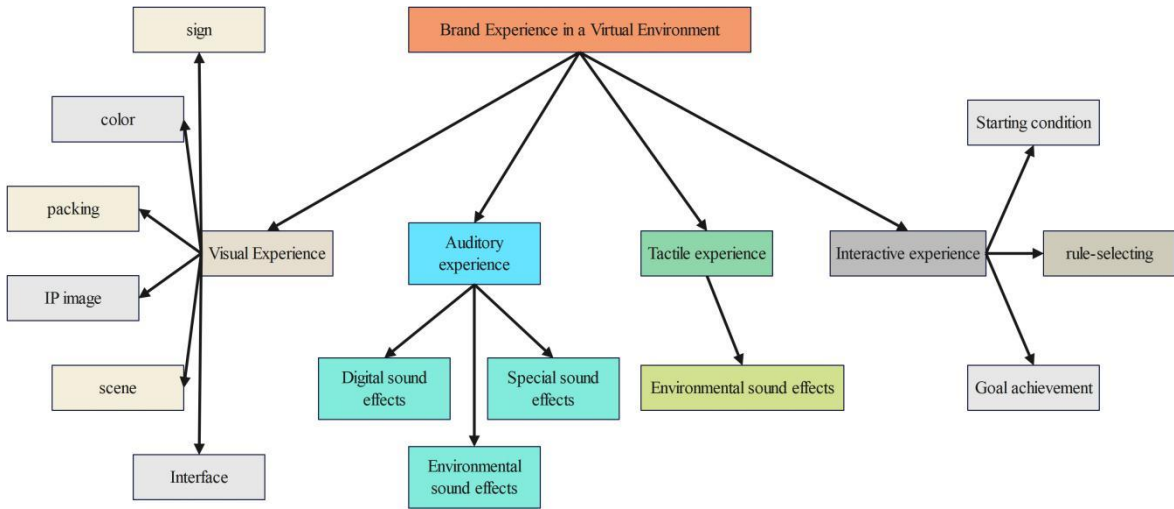 Brand Experience in a Virtual Environment
sign
color
packing
IP image
scene
Interface
Visual Experience
Auditory
experience
Digital sound
effects
Special sound
effects
Environmental
sound effects
Tactile experience
Environmental sound effects
Interactive experience
Starting condition
rule-selecting
Goal achievement